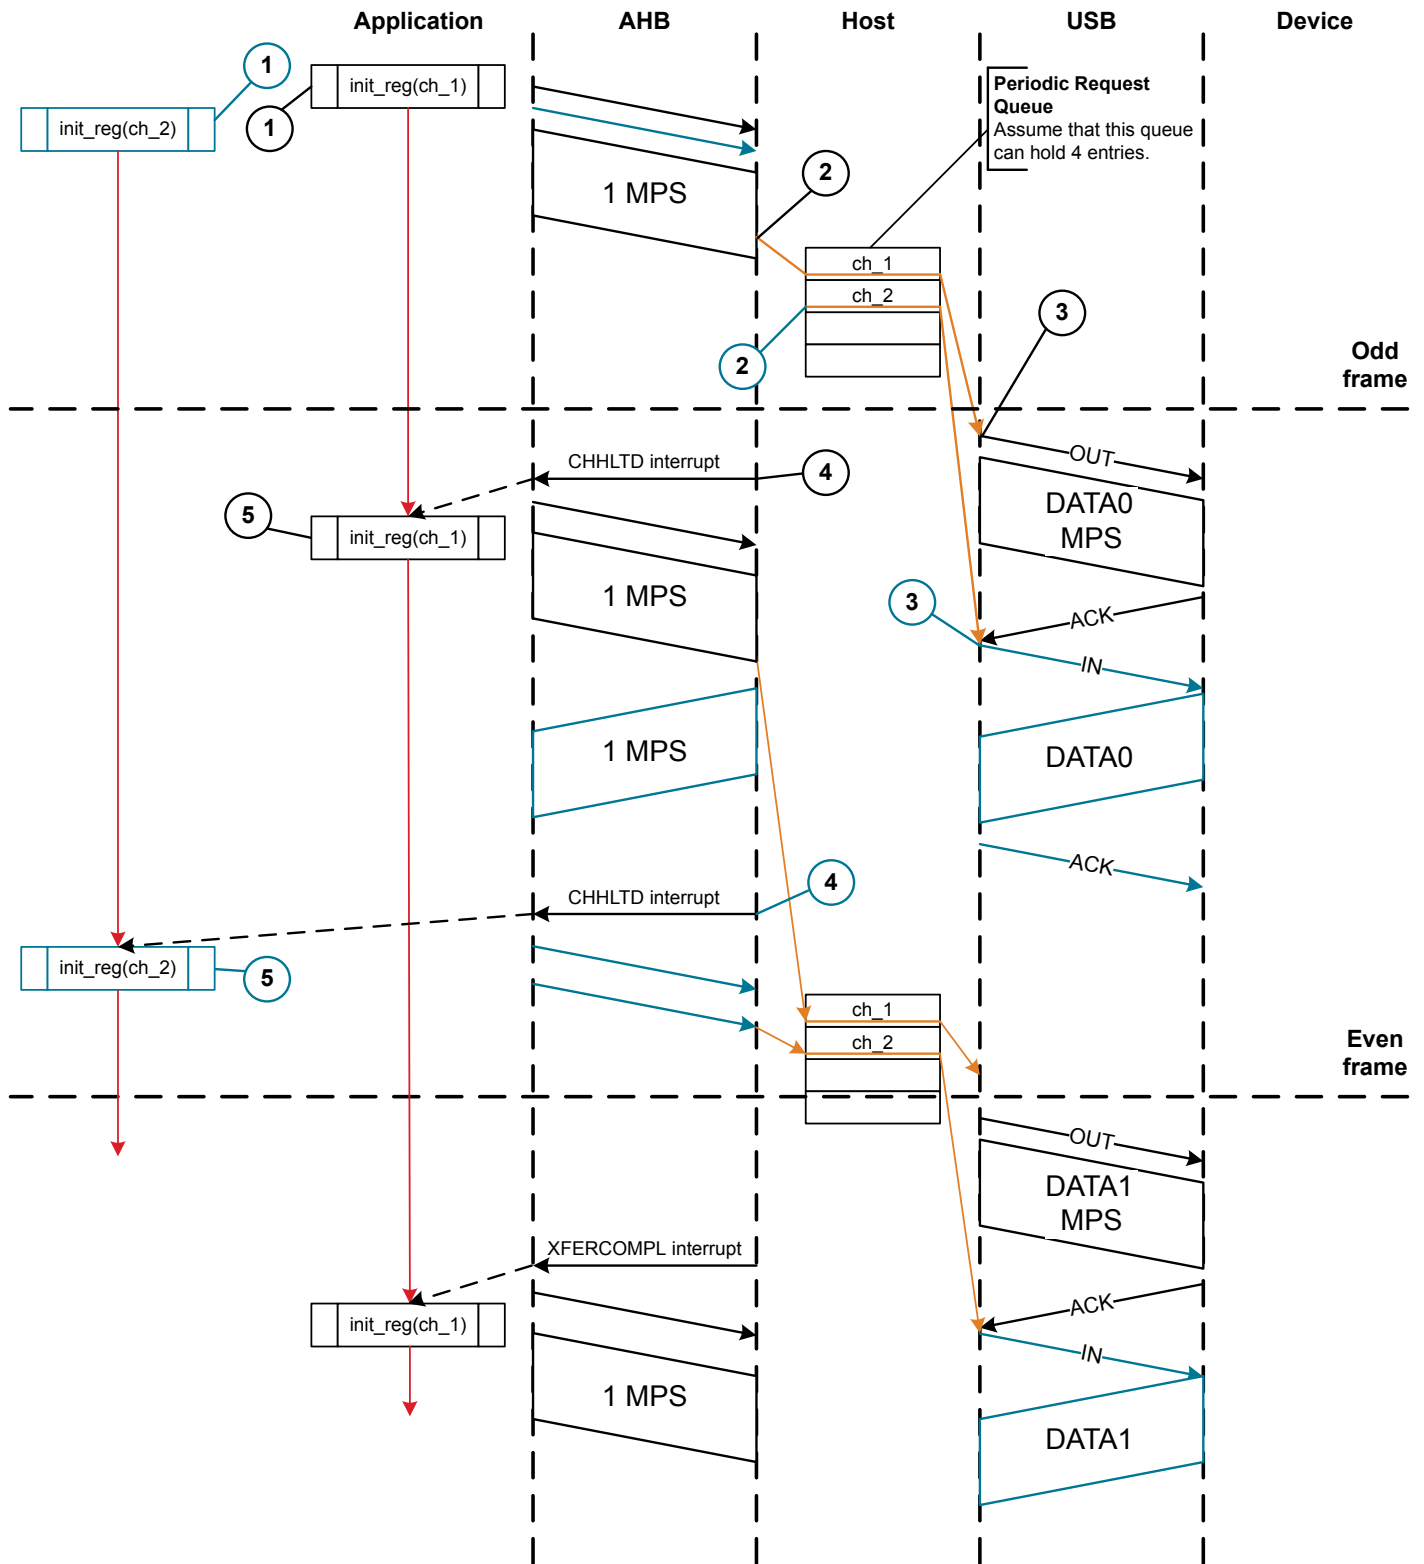 Application AHB Host USB Device
1
init_reg(ch_1)
Periodic Request
Queue
Assume that this queue
can hold 4 entries.
init_reg(ch_2)
1
1 MPS
2
ch_1
ch_2
3
2
Odd
frame
CHHLTD interrupt
4
OUT
5
init_reg(ch_1)
DATA0
MPS
1 MPS
3
ACK
IN
1 MPS
DATA0
4
ACK
CHHLTD interrupt
init_reg(ch_2)
5
ch_1
ch_2
Even
frame
OUT
DATA1
MPS
XFERCOMPL interrupt
ACK
init_reg(ch_1)
IN
1 MPS
DATA1